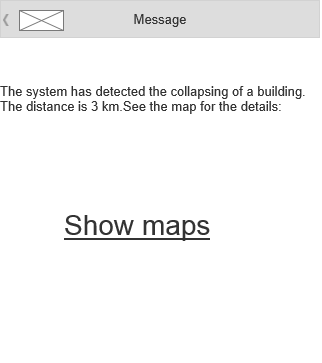 Message
The system has detected the collapsing of a building.
The distance is 3 km.See the map for the details:
Show maps